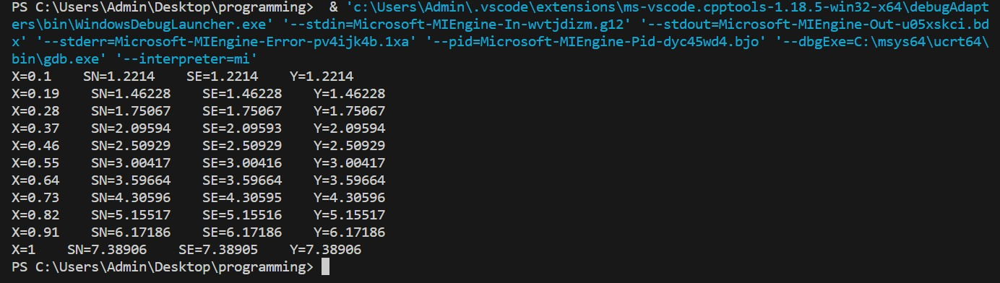 PS C:\Users\Admin\Desktop\programming>  & 'c:\Users\Admin\.vscode\extensions\ms-vscode.cpptools-1.18.5-win32-x64\debugAdapt
ers\bin\WindowsDebugLauncher.exe' '--stdin=Microsoft-MIEngine-In-wvtjdizm.g12' '--stdout=Microsoft-MIEngine-Out-u05xskci.bd
x' '--stderr=Microsoft-MIEngine-Error-pv4ijk4b.1xa' '--pid=Microsoft-MIEngine-Pid-dyc45wd4.bjo' '--dbgExe=C:\msys64\ucrt64\
bin\gdb.exe' '--interpreter=mi'
X=0.1    SN=1.2214    SE=1.2214    Y=1.2214
X=0.19    SN=1.46228    SE=1.46228    Y=1.46228
X=0.28    SN=1.75067    SE=1.75067    Y=1.75067
X=0.37    SN=2.09594    SE=2.09593    Y=2.09594
X=0.46    SN=2.50929    SE=2.50929    Y=2.50929
X=0.55    SN=3.00417    SE=3.00416    Y=3.00417
X=0.64    SN=3.59664    SE=3.59664    Y=3.59664
X=0.73    SN=4.30596    SE=4.30595    Y=4.30596
X=0.82    SN=5.15517    SE=5.15516    Y=5.15517
X=0.91    SN=6.17186    SE=6.17186    Y=6.17186
X=1    SN=7.38906    SE=7.38905    Y=7.38906
PS C:\Users\Admin\Desktop\programming>